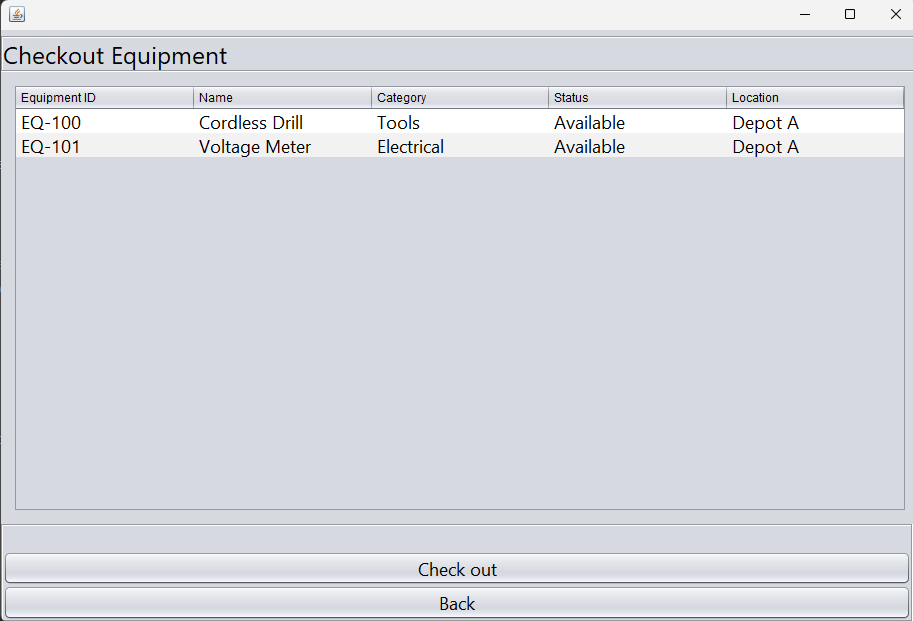 Checkout Equipment
Equipment ID Name Category Status Location
EQ-100 Cordless Drill Tools Available Depot A
EQ-101 Voltage Meter Electrical Available Depot A
Check out
Back